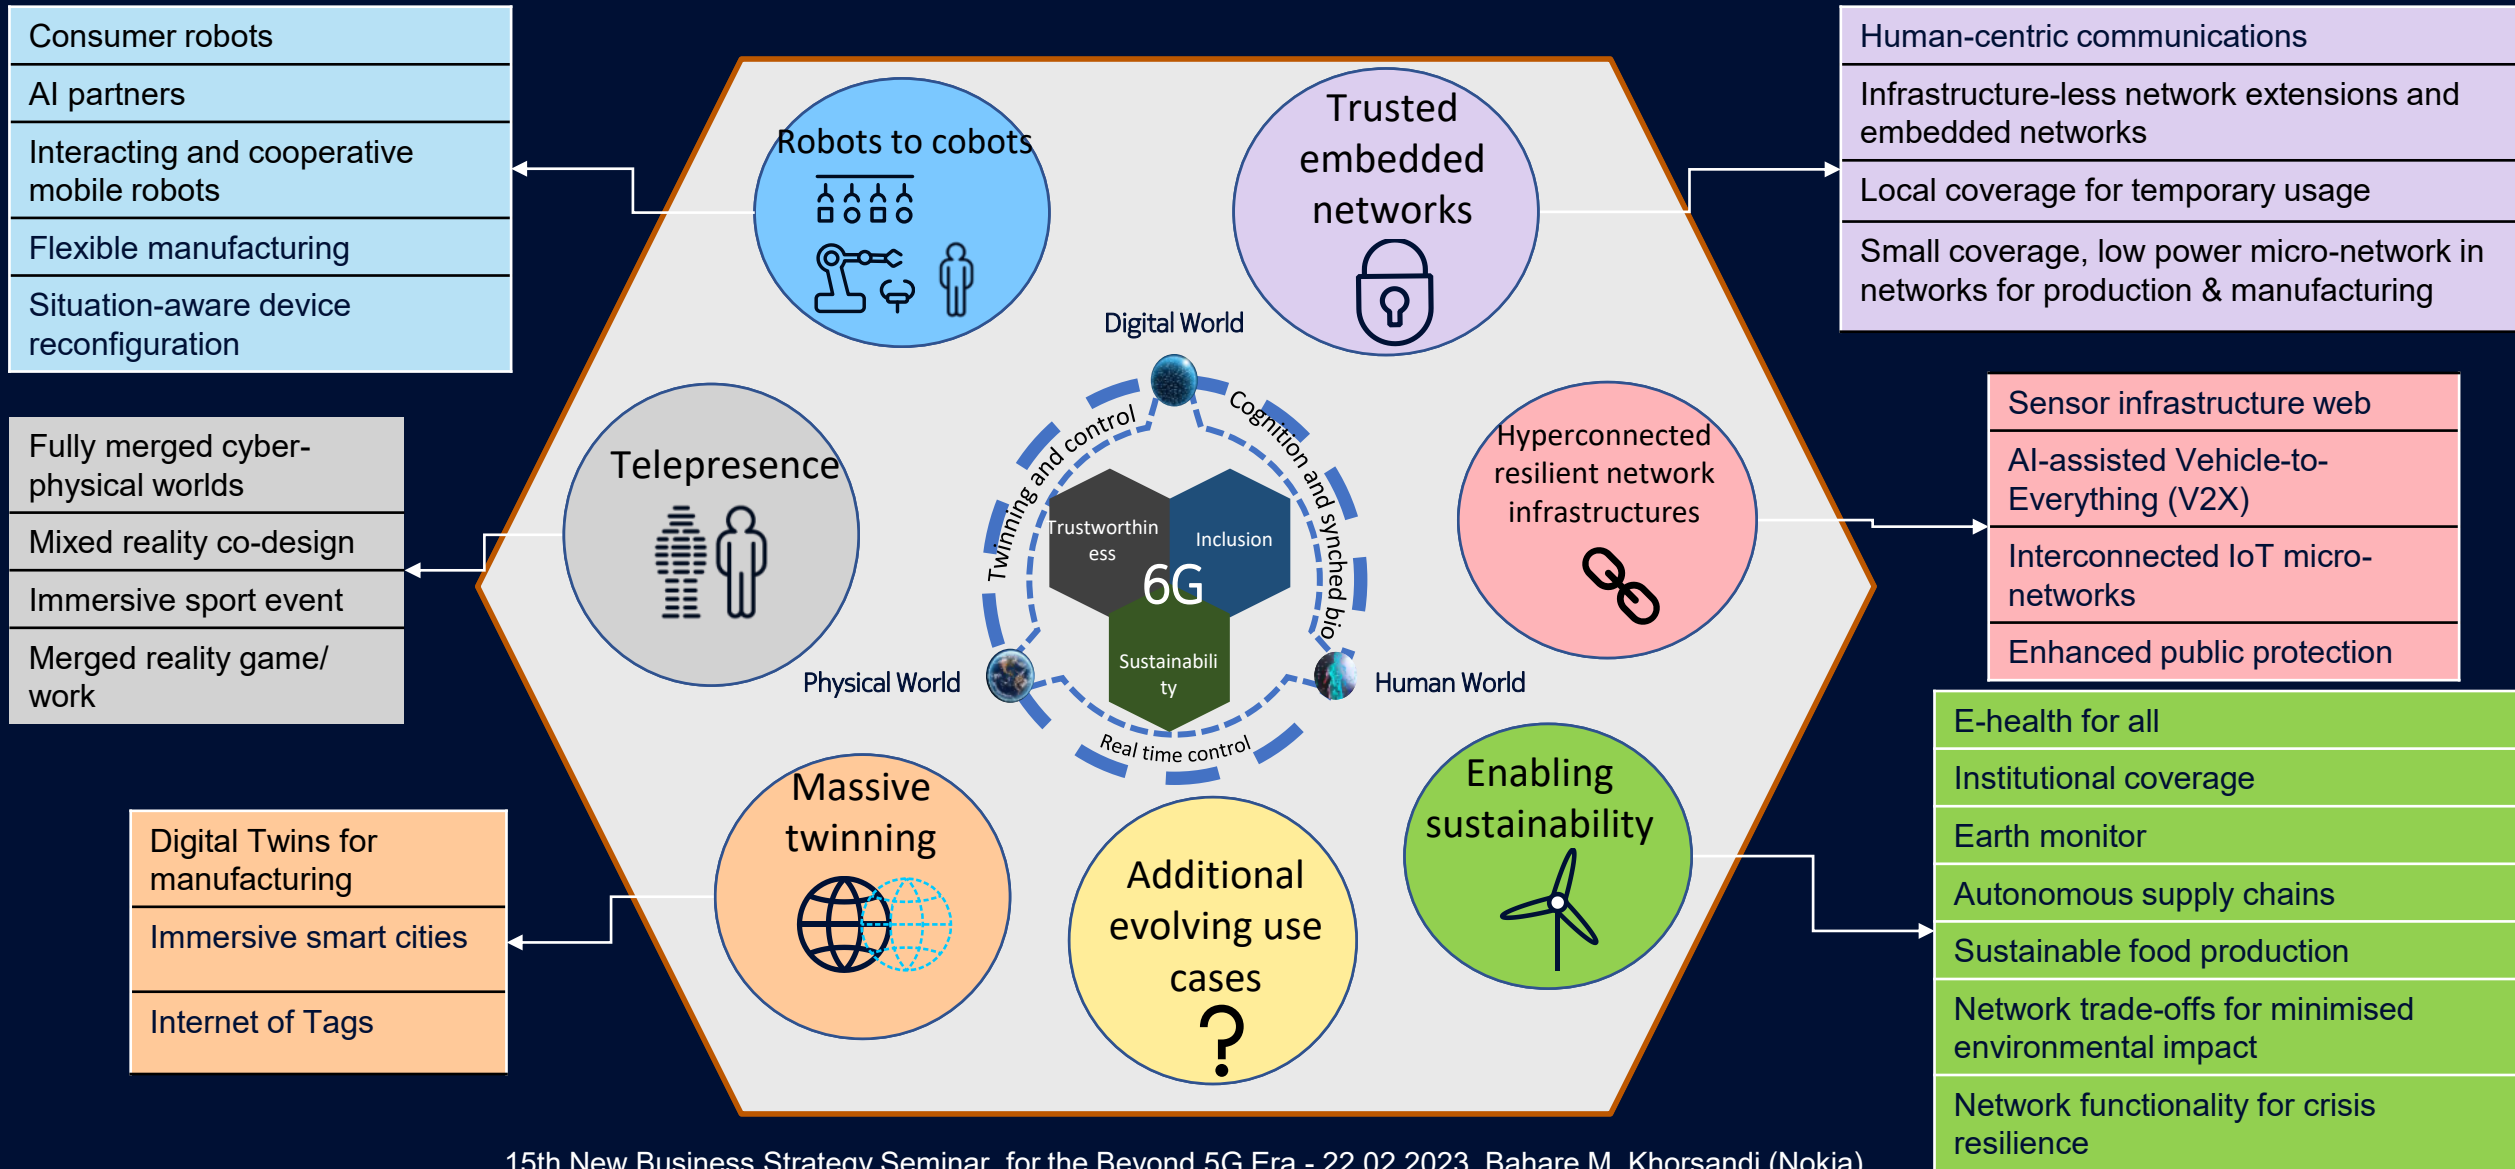 Consumer robots
AI partners
Interacting and cooperative
mobile robots
Flexible manufacturing
Situation-aware device
reconfiguration
Fully merged cyber-
physical worlds
Mixed reality co-design
Immersive sport event
Merged reality game/
work
Digital Twins for
manufacturing
Immersive smart cities
Internet of Tags
Robots to cobots
Trusted
embedded
networks
Telepresence
Hyperconnected
resilient network
infrastructures
Massive
twinning
Additional
evolving use
cases
?
Enabling
sustainability
Digital World
Twinning and control
Cognition and synched bio
Trustworthin
ess
Inclusion
6G
Sustainabili
ty
Physical World
Human World
Real time control
Human-centric communications
Infrastructure-less network extensions and
embedded networks
Local coverage for temporary usage
Small coverage, low power micro-network in
networks for production & manufacturing
Sensor infrastructure web
AI-assisted Vehicle-to-
Everything (V2X)
Interconnected IoT micro-
networks
Enhanced public protection
E-health for all
Institutional coverage
Earth monitor
Autonomous supply chains
Sustainable food production
Network trade-offs for minimised
environmental impact
Network functionality for crisis
resilience
15th New Business Strategy Seminar for the Beyond 5G Era - 22.02.2023, Bahare M. Khorsandi (Nokia)